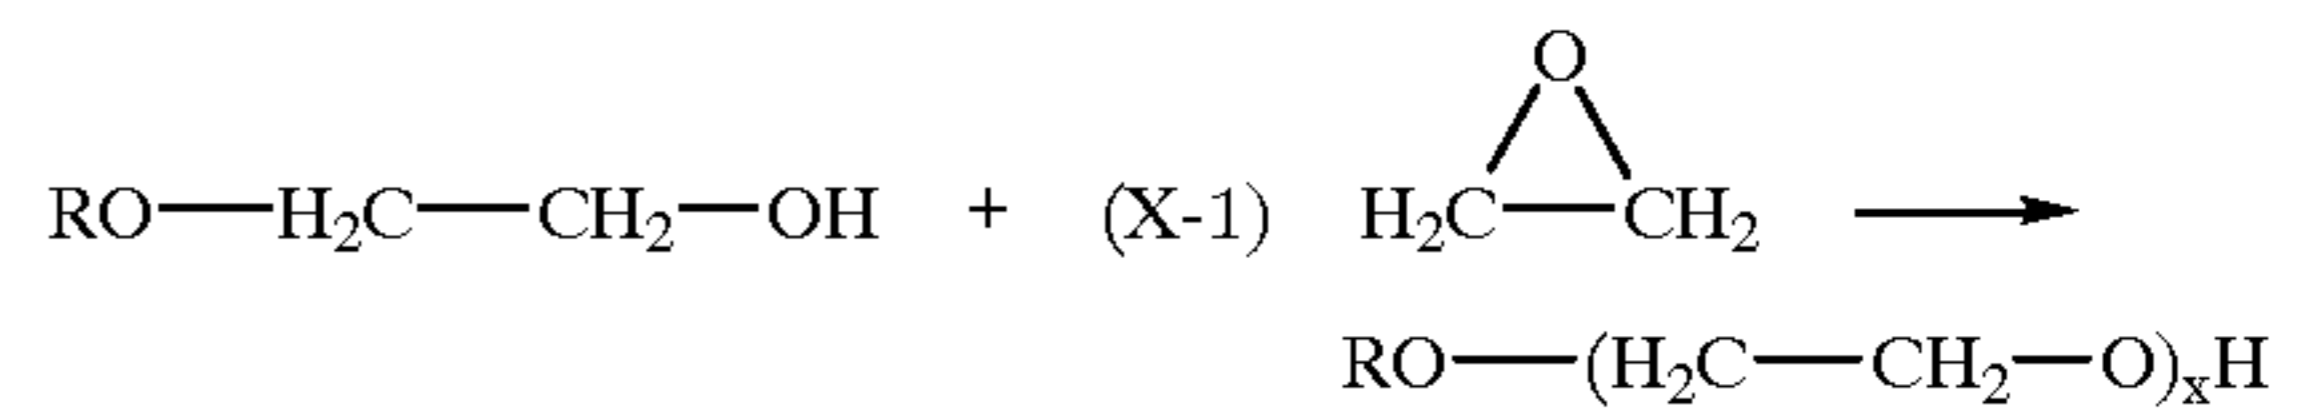 O
RO—H₂C—CH₂—OH + (X-1) H₂C—CH₂ ⟶
RO—(H₂C—CH₂—O)ₓH